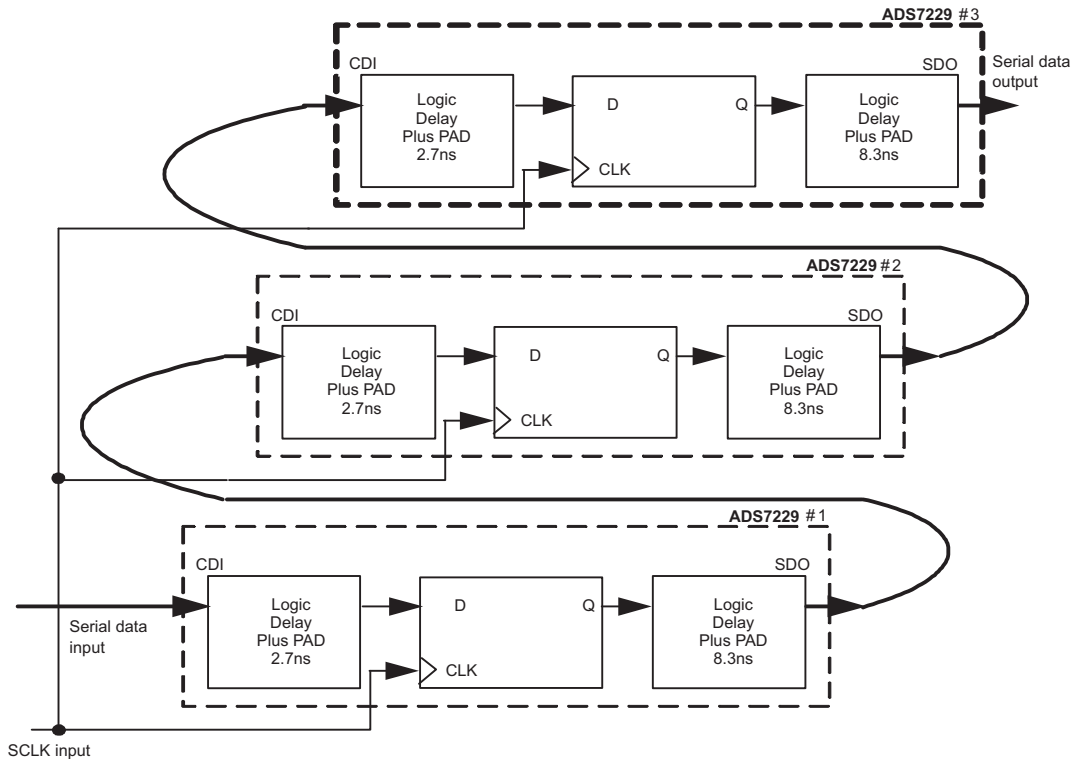 ADS7229 #3
CDI
SDO
Serial data
output
Logic
Delay
Plus PAD
2.7ns
D
Q
CLK
Logic
Delay
Plus PAD
8.3ns
ADS7229 #2
CDI
SDO
Logic
Delay
Plus PAD
2.7ns
D
Q
CLK
Logic
Delay
Plus PAD
8.3ns
ADS7229 #1
CDI
SDO
Serial data
input
Logic
Delay
Plus PAD
2.7ns
D
Q
CLK
Logic
Delay
Plus PAD
8.3ns
SCLK input